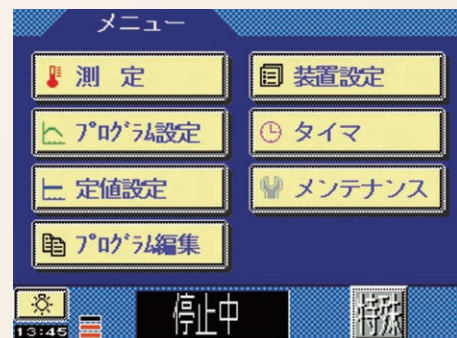 メニュー
測 定
プログラム設定
定値設定
プログラム編集
装置設定
タイマ
メンテナンス
13:45
停止中
特殊